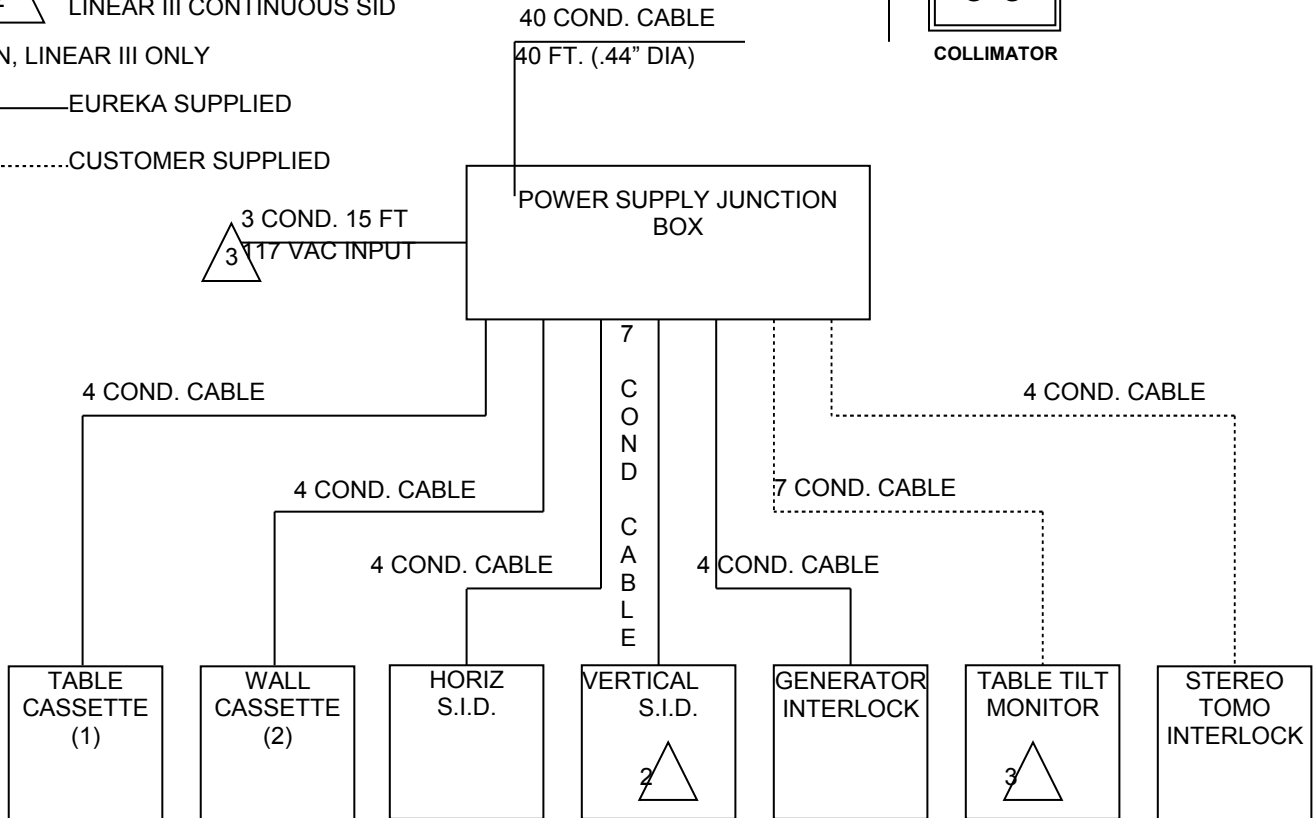 LINEAR III CONTINUOUS SID
N, LINEAR III ONLY
EUREKA SUPPLIED
CUSTOMER SUPPLIED
40 COND. CABLE
40 FT. (.44” DIA)
COLLIMATOR
3 COND. 15 FT
117 VAC INPUT
3
POWER SUPPLY JUNCTION
BOX
4 COND. CABLE
4 COND. CABLE
4 COND. CABLE
7 COND CABLE
4 COND. CABLE
7 COND. CABLE
4 COND. CABLE
TABLE
CASSETTE
(1)
WALL
CASSETTE
(2)
HORIZ
S.I.D.
VERTICAL
S.I.D.
2
GENERATOR
INTERLOCK
TABLE TILT
MONITOR
3
STEREO
TOMO
INTERLOCK